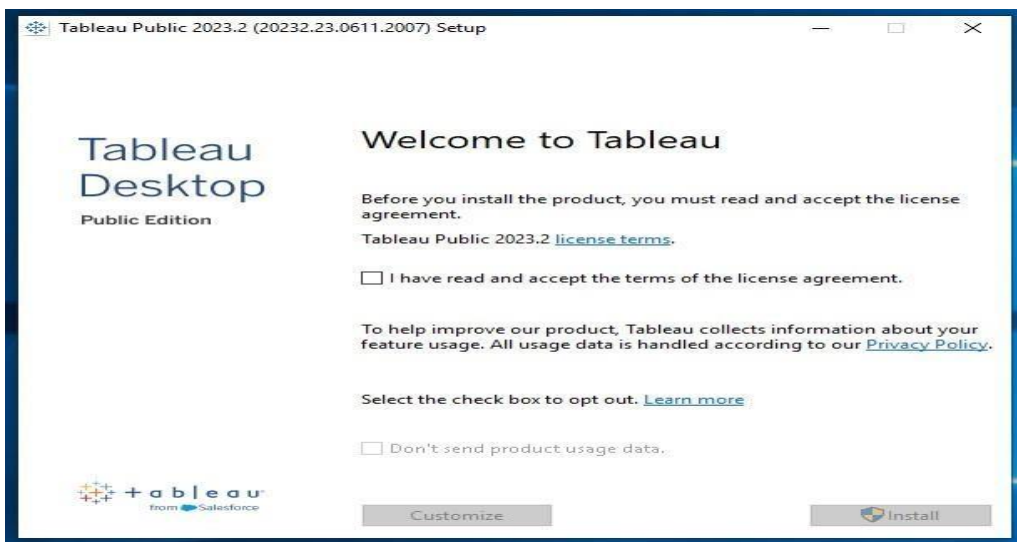 Tableau Public 2023.2 (20232.23.0611.2007) Setup
Tableau
Desktop
Public Edition
Welcome to Tableau
Before you install the product, you must read and accept the license
agreement.
Tableau Public 2023.2 license terms.
I have read and accept the terms of the license agreement.
To help improve our product, Tableau collects information about your
feature usage. All usage data is handled according to our Privacy Policy.
Select the check box to opt out. Learn more
Don't send product usage data.
+ableau
from Salesforce
Customize
Install